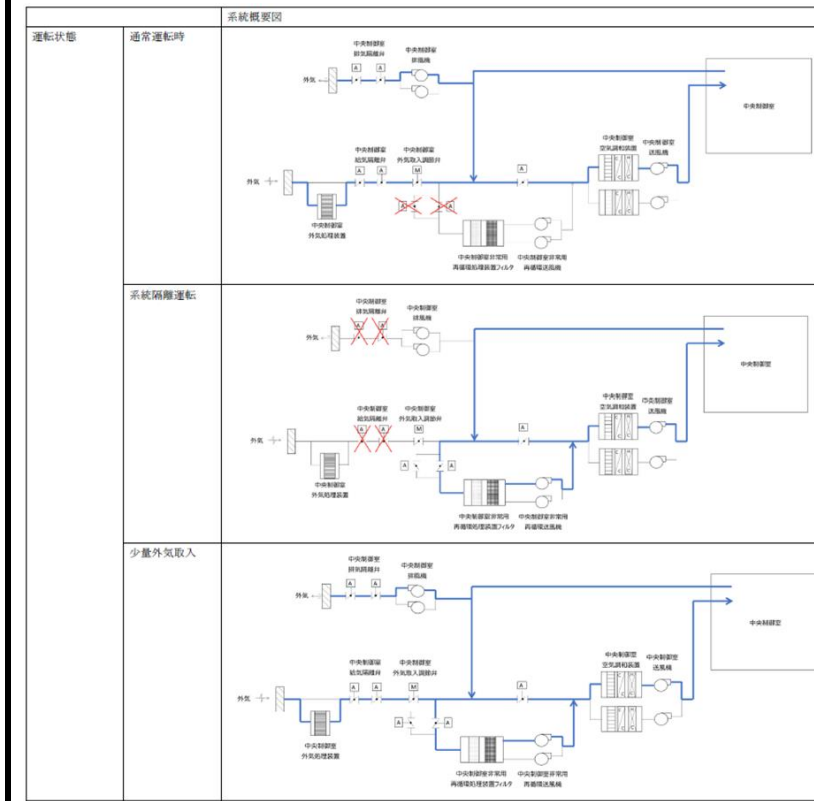 系統概要図
運転状態
通常運転時
中央制御室
排気隔離弁
中央制御室
排風機
A
A
外気
中央制御室
中央制御室
給気隔離弁
中央制御室
外気取入調節弁
A
A
M
A
中央制御室
空気調和装置
中央制御室
送風機
外気
A
A
中央制御室
外気処理装置
中央制御室非常用
再循環処理装置フィルタ
中央制御室非常用
再循環送風機
系統隔離運転
中央制御室
排気隔離弁
中央制御室
排風機
A
A
外気
中央制御室
中央制御室
給気隔離弁
中央制御室
外気取入調節弁
A
A
M
A
中央制御室
空気調和装置
中央制御室
送風機
外気
A
A
中央制御室
外気処理装置
中央制御室非常用
再循環処理装置フィルタ
中央制御室非常用
再循環送風機
少量外気取入
中央制御室
排気隔離弁
中央制御室
排風機
A
A
外気
中央制御室
中央制御室
給気隔離弁
中央制御室
外気取入調節弁
A
A
M
A
中央制御室
空気調和装置
中央制御室
送風機
外気
A
A
中央制御室
外気処理装置
中央制御室非常用
再循環処理装置フィルタ
中央制御室非常用
再循環送風機